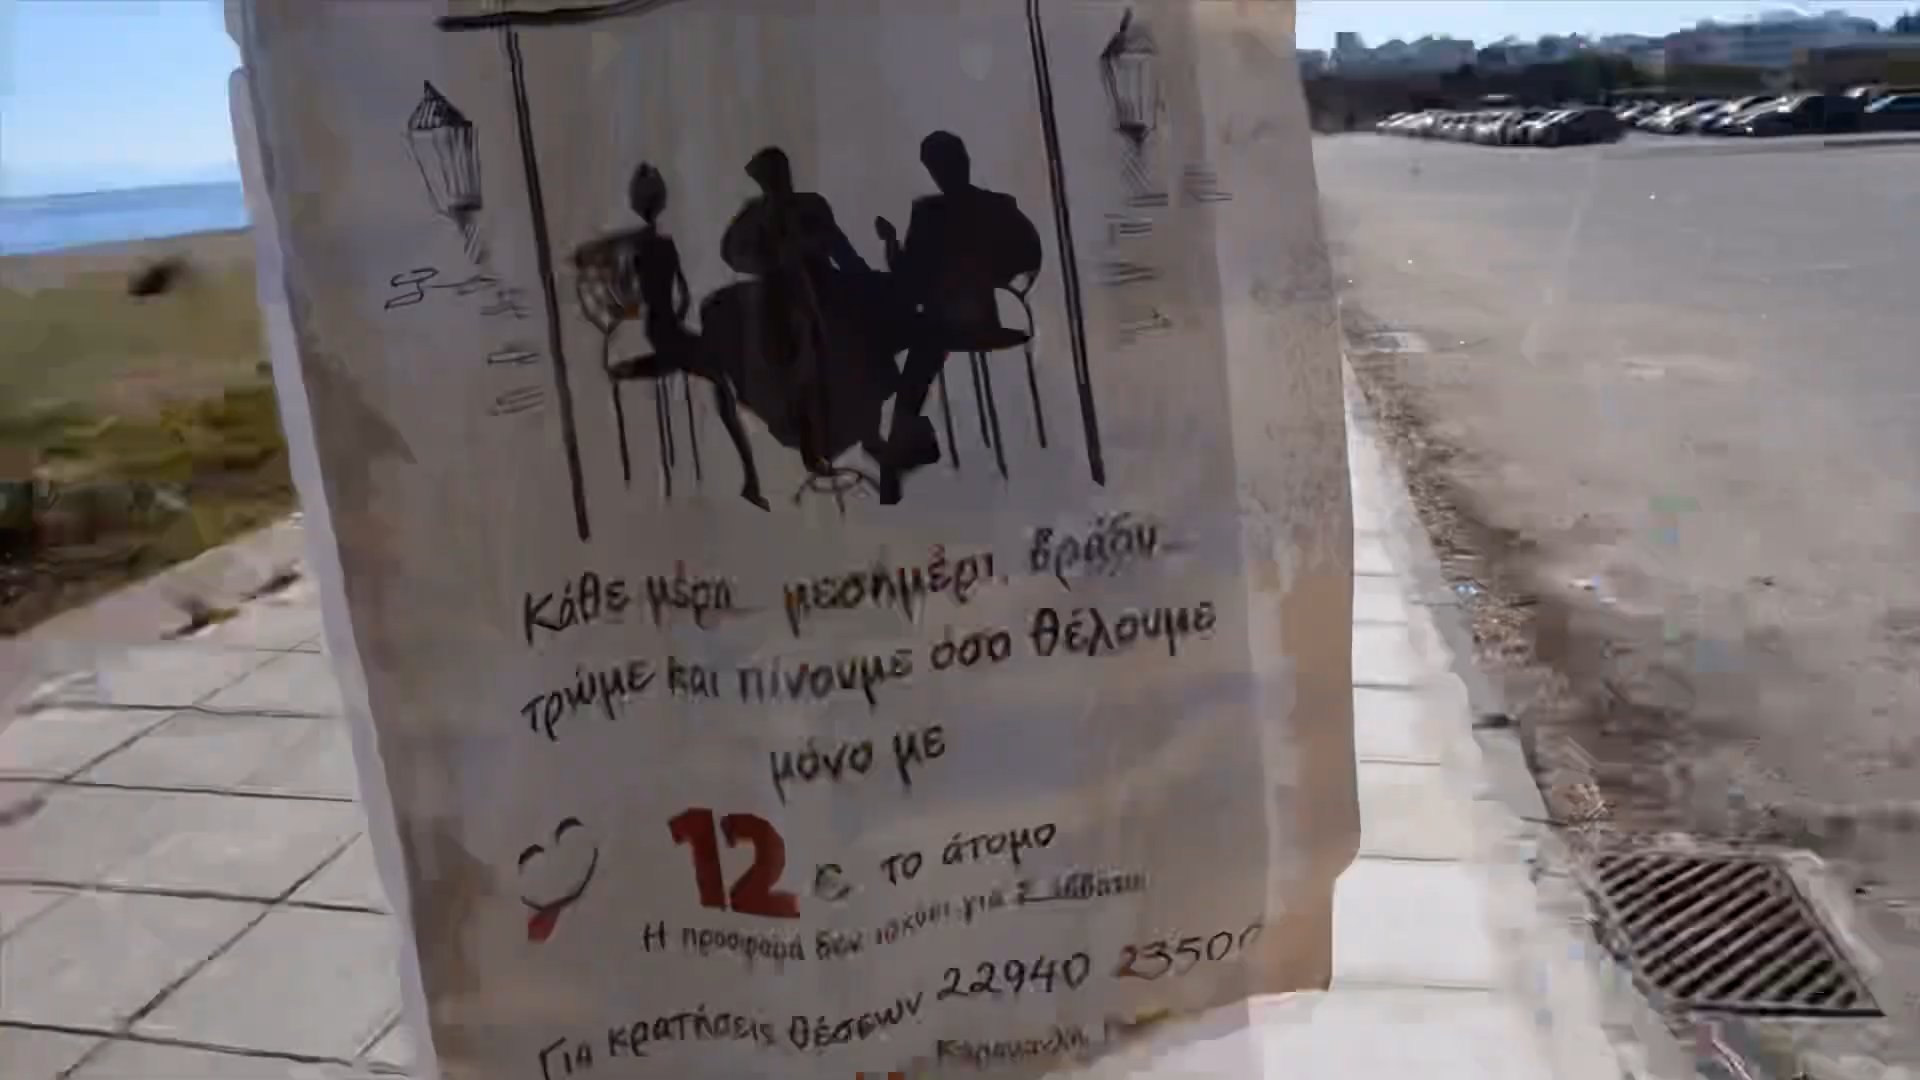 Κάθε μέρα μεσημέρι, βράδυ
τρώμε και πίνουμε όσο θέλουμε
μόνο με
12 € το άτομο
Η προσφορά δεν ισχύει για Σάββατο
Για κρατήσεις θέσεων 22940 23500